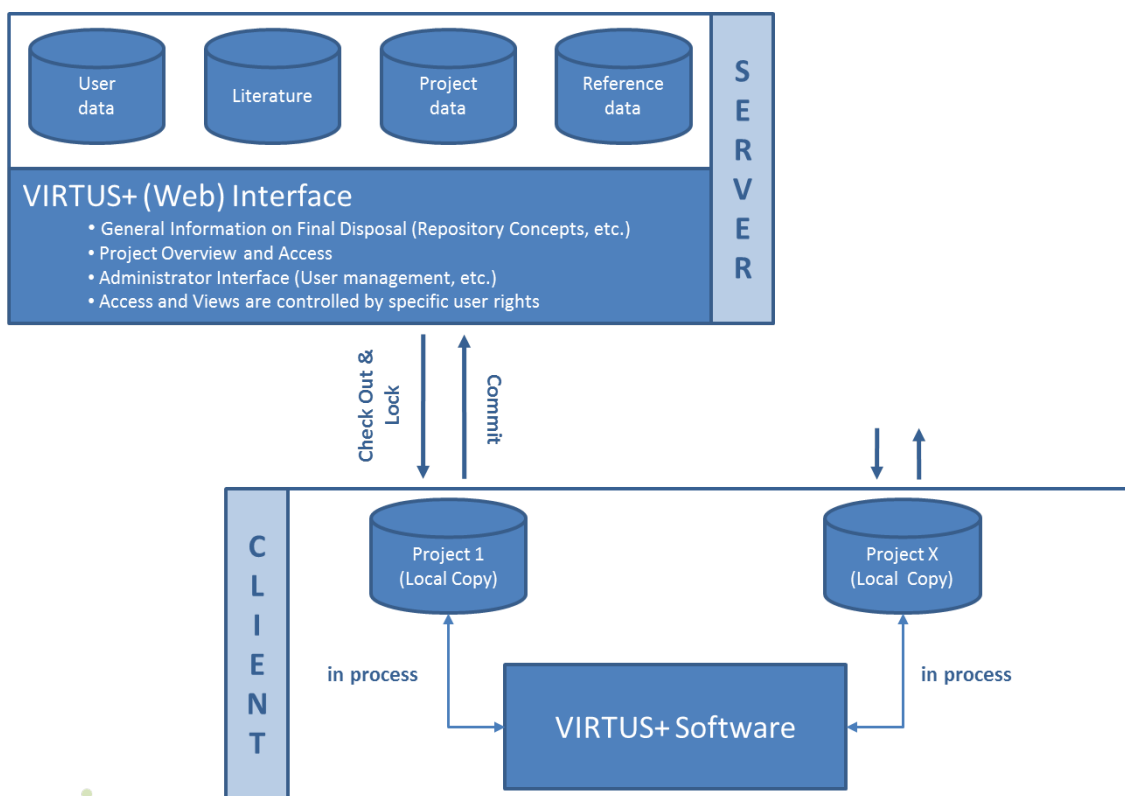 User
data
Literature
Project
data
Reference
data
SERVER
VIRTUS+ (Web) Interface
• General Information on Final Disposal (Repository Concepts, etc.)
• Project Overview and Access
• Administrator Interface (User management, etc.)
• Access and Views are controlled by specific user rights
Check Out &
Lock
Commit
CLIENT
Project 1
(Local Copy)
Project X
(Local Copy)
in process
in process
VIRTUS+ Software